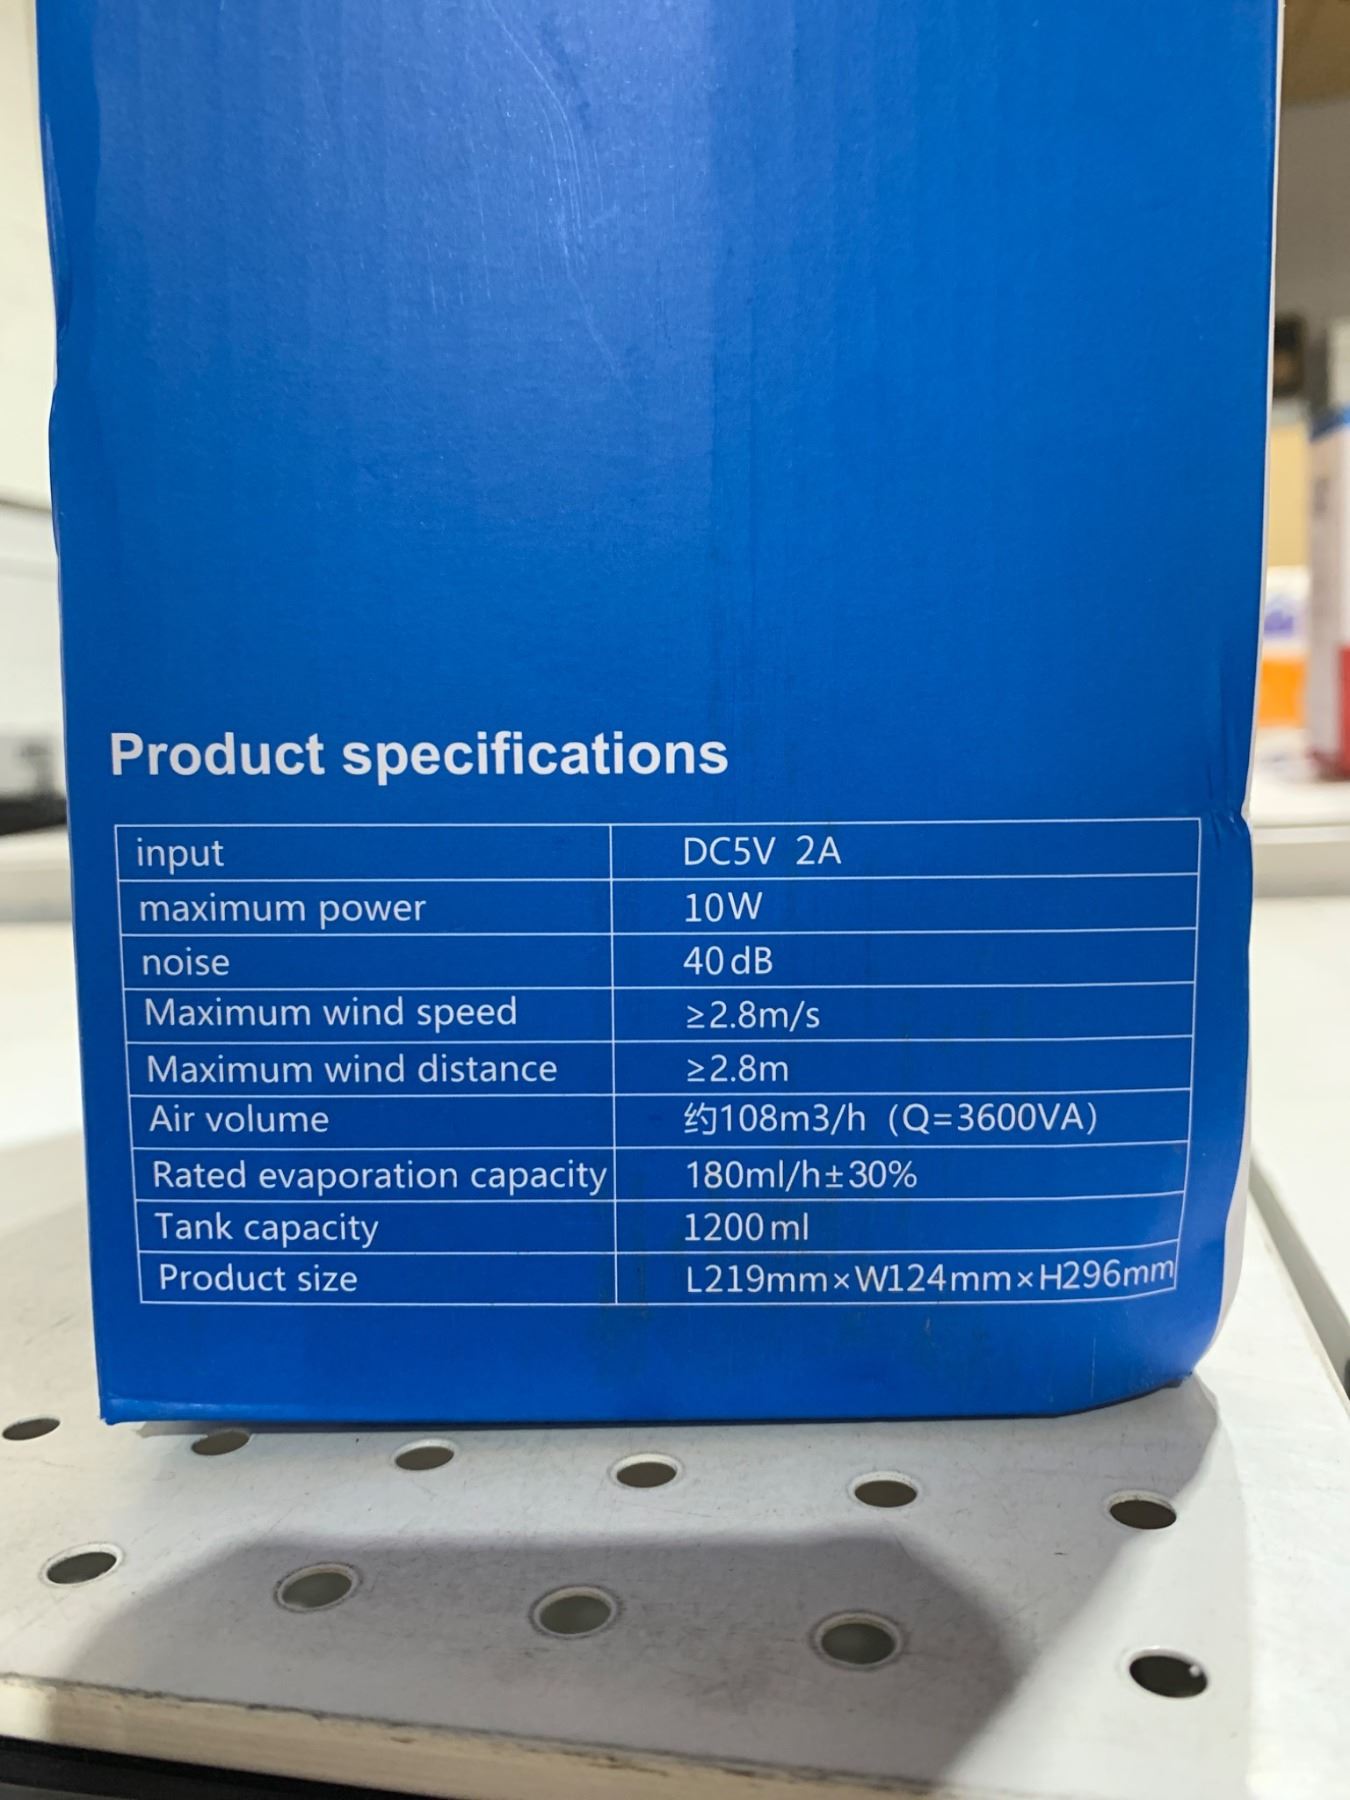 Product specifications
input DC5V 2A
maximum power 10W
noise 40dB
Maximum wind speed ≥2.8m/s
Maximum wind distance ≥2.8m
Air volume 约108m3/h (Q=3600VA)
Rated evaporation capacity 180ml/h±30%
Tank capacity 1200ml
Product size L219mm×W124mm×H296mm